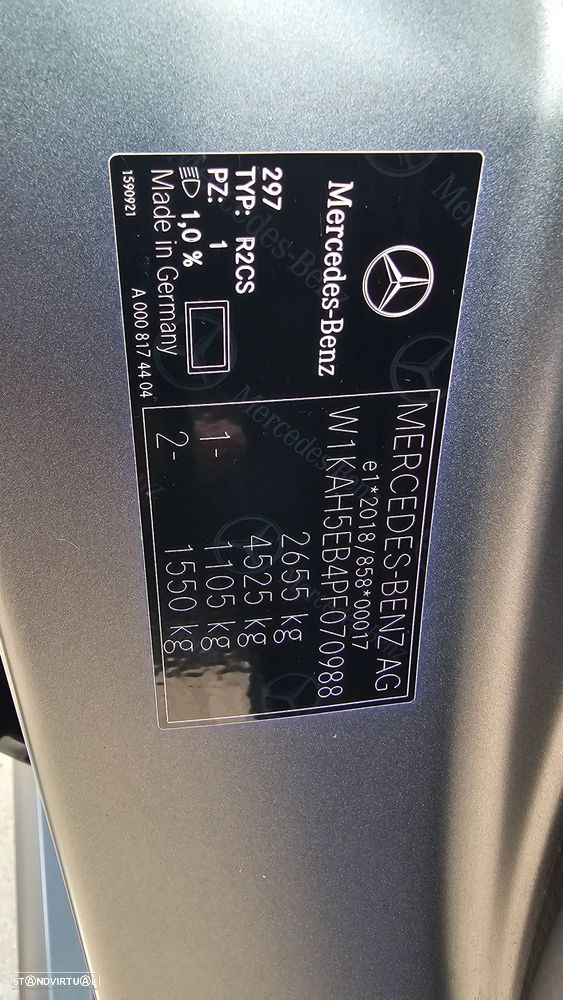 Mercedes-Benz
297
TYP: R2CS
PZ: 1
1,0 %
Made in Germany
1590921
A 000 817 44 04
MERCEDES-BENZ AG
e1*2018/858*00017
W1KAH5EB4PF070988
2655 kg
4525 kg
1- 1105 kg
2- 1550 kg
STANDVIRTUAL